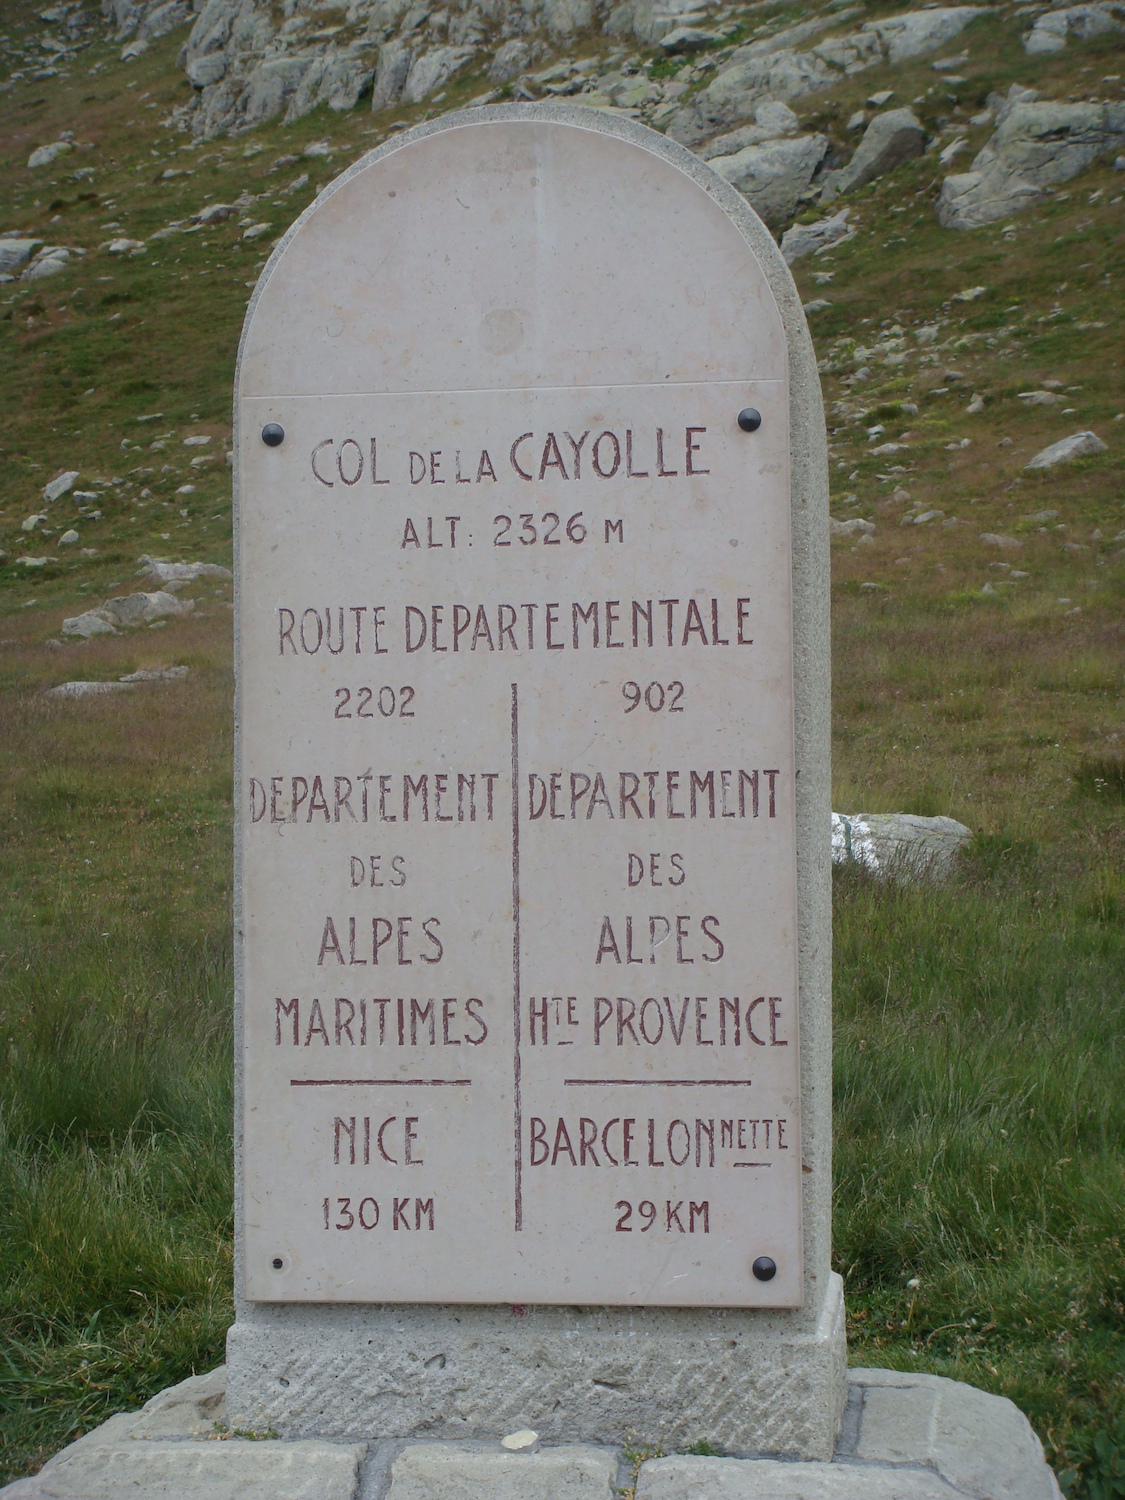 COL DE LA CAYOLLE
ALT: 2326 M
ROUTE DEPARTEMENTALE
2202
DEPARTEMENT
DES
ALPES
MARITIMES
NICE
130 KM
902
DEPARTEMENT
DES
ALPES
HTE PROVENCE
BARCELONNETTE
29 KM